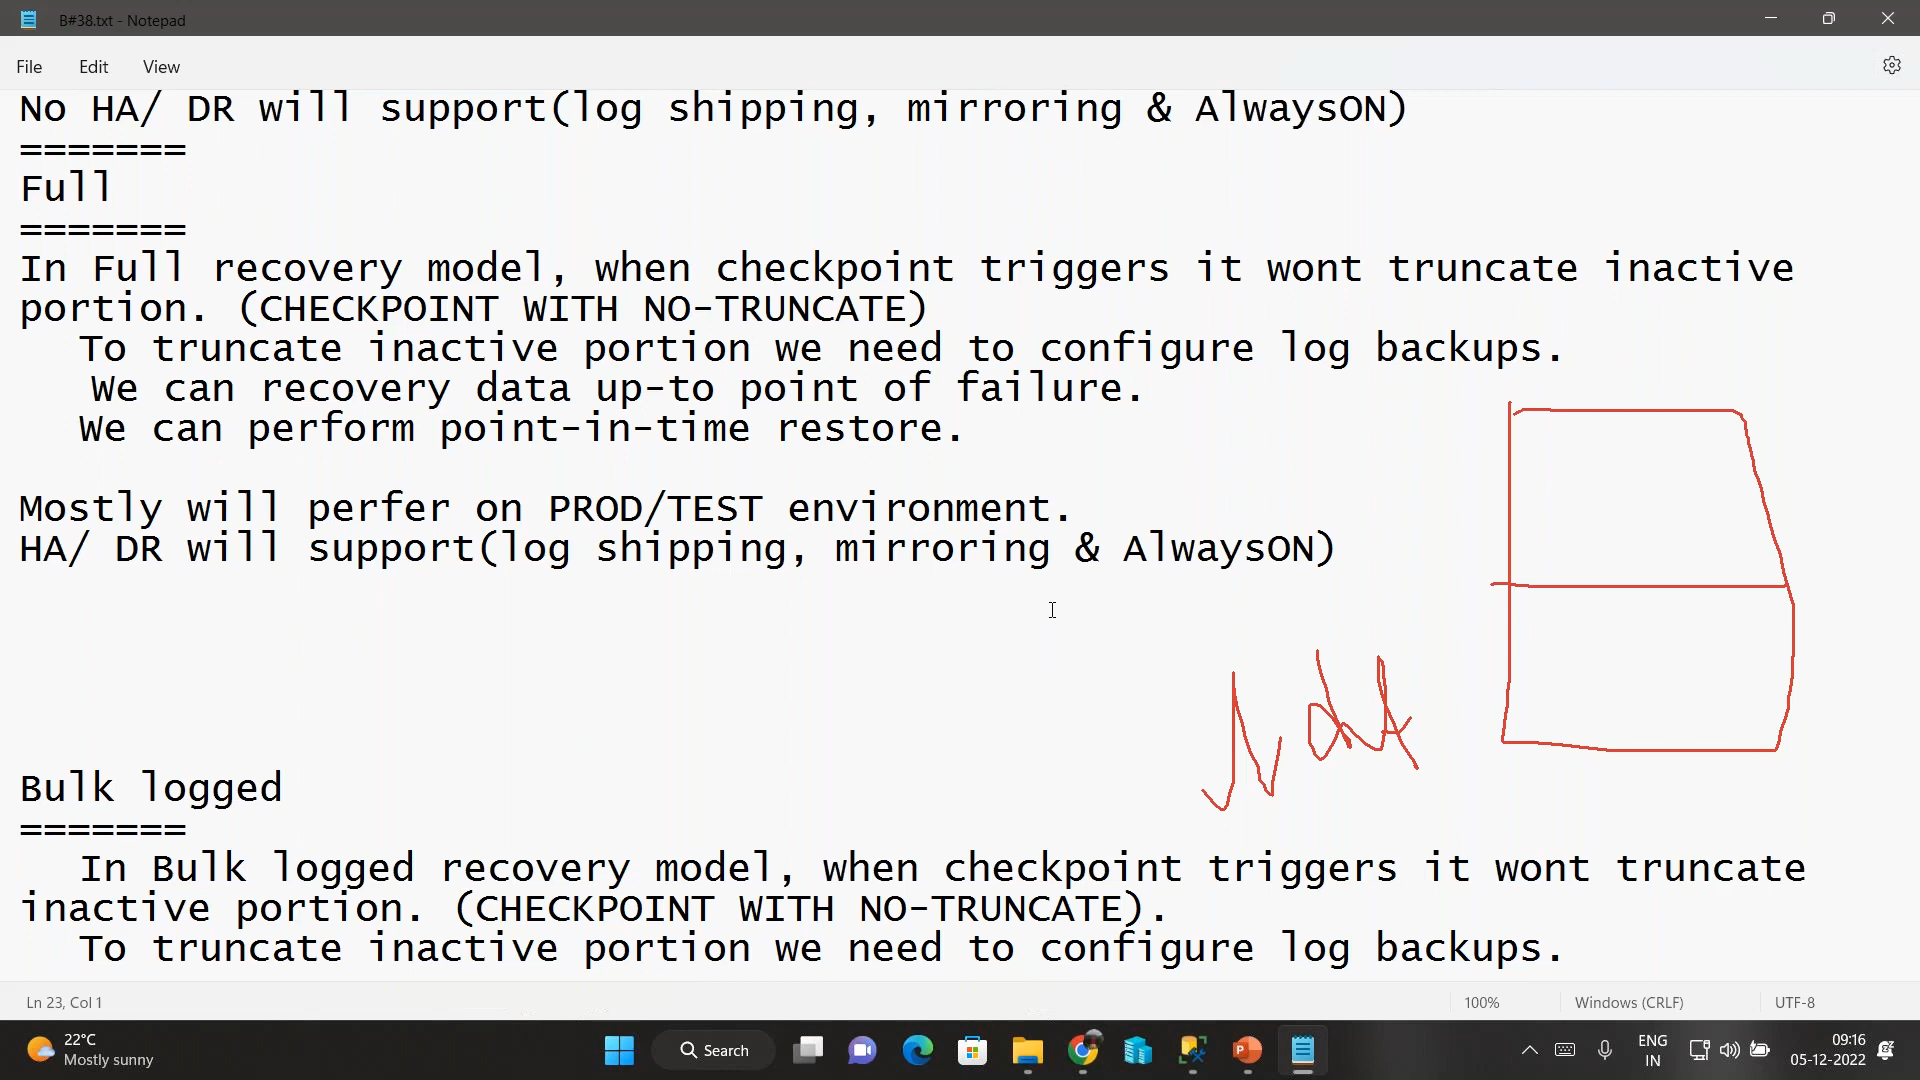 B#38.txt - Notepad
File Edit View
No HA/ DR will support(log shipping, mirroring & AlwaysON)
=======
Full
=======
In Full recovery model, when checkpoint triggers it wont truncate inactive
portion. (CHECKPOINT WITH NO-TRUNCATE)
To truncate inactive portion we need to configure log backups.
We can recovery data up-to point of failure.
We can perform point-in-time restore.
Mostly will perfer on PROD/TEST environment.
HA/ DR will support(log shipping, mirroring & AlwaysON)
Bulk logged
=======
In Bulk logged recovery model, when checkpoint triggers it wont truncate
inactive portion. (CHECKPOINT WITH NO-TRUNCATE).
To truncate inactive portion we need to configure log backups.
Ln 23, Col 1 100% Windows (CRLF) UTF-8
22°C
Mostly sunny
Search
ENG
IN
09:16
05-12-2022